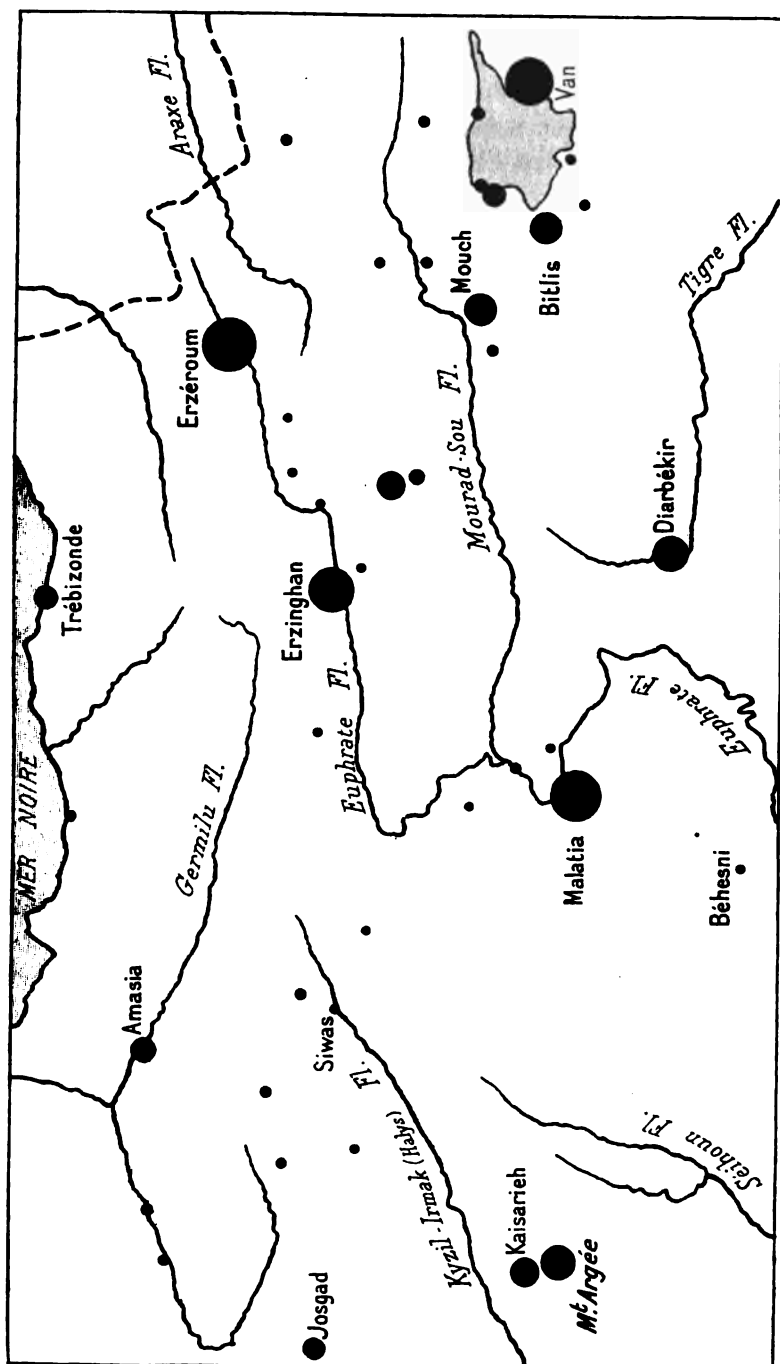 MER NOIRE
Trébizonde
Araxe Fl.
Erzéroum
Germilu Fl.
Amasia
Erzinghan
Euphrate Fl.
Siwas
Josgad
Kyzil-Irmak (Halys) Fl.
Mourad-Sou Fl.
Mouch
Van
Bitlis
Tigre Fl.
Diarbékir
Malatia
Euphrate Fl.
Béhesni
Seihoun Fl.
Kaisarieh
Mt. Argée